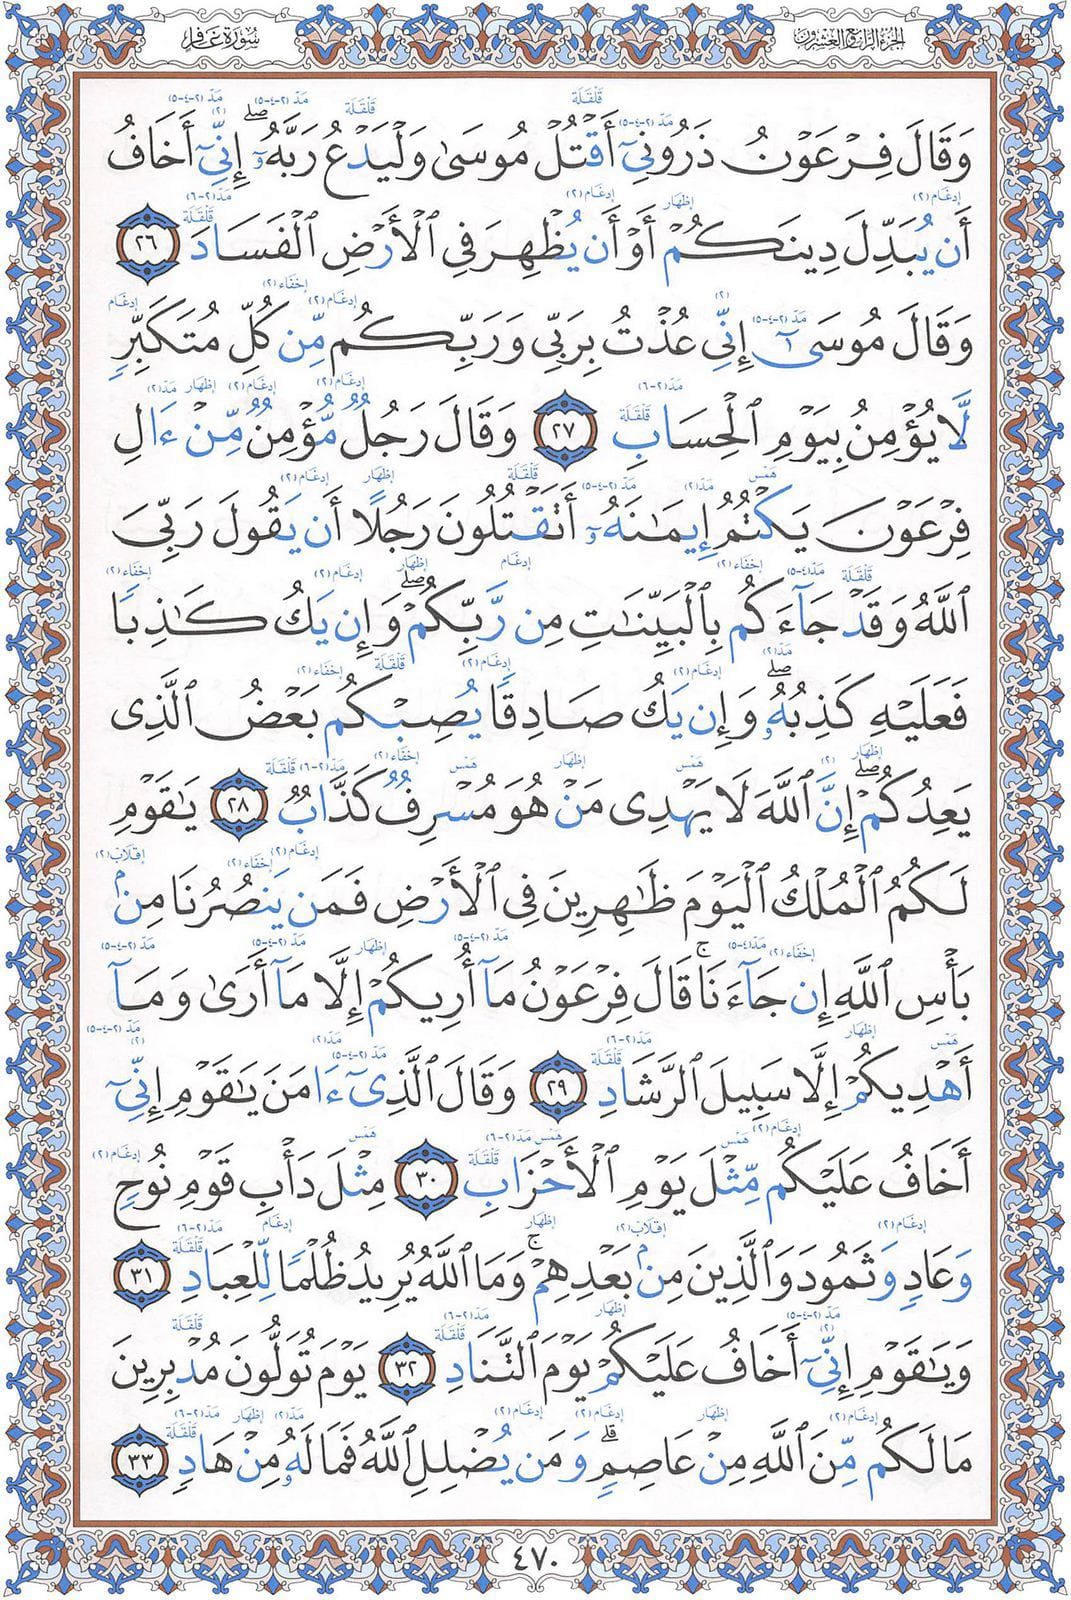 الجزء الرابع والعشرون
سورة غافر
وَقَالَ فِرْعَوْنُ ذَرُونِىٓ أَقْتُلْ مُوسَىٰ وَلْيَدْعُ رَبَّهُۥٓ ۖ إِنِّىٓ أَخَافُ
أَن يُبَدِّلَ دِينَكُمْ أَوْ أَن يُظْهِرَ فِى ٱلْأَرْضِ ٱلْفَسَادَ ٢٦
وَقَالَ مُوسَىٰٓ إِنِّى عُذْتُ بِرَبِّى وَرَبِّكُم مِّن كُلِّ مُتَكَبِّرٍ
لَّا يُؤْمِنُ بِيَوْمِ ٱلْحِسَابِ ٢٧ وَقَالَ رَجُلٌ مُّؤْمِنٌ مِّنْ ءَالِ
فِرْعَوْنَ يَكْتُمُ إِيمَـٰنَهُۥٓ أَتَقْتُلُونَ رَجُلًا أَن يَقُولَ رَبِّىَ
ٱللَّهُ وَقَدْ جَآءَكُم بِٱلْبَيِّنَـٰتِ مِن رَّبِّكُمْ ۖ وَإِن يَكُ كَـٰذِبًا
فَعَلَيْهِ كَذِبُهُۥ ۖ وَإِن يَكُ صَادِقًا يُصِبْكُم بَعْضُ ٱلَّذِى
يَعِدُكُمْ ۖ إِنَّ ٱللَّهَ لَا يَهْدِى مَنْ هُوَ مُسْرِفٌ كَذَّابٌ ٢٨ يَـٰقَوْمِ
لَكُمُ ٱلْمُلْكُ ٱلْيَوْمَ ظَـٰهِرِينَ فِى ٱلْأَرْضِ فَمَن يَنصُرُنَا مِنۢ
بَأْسِ ٱللَّهِ إِن جَآءَنَا ۚ قَالَ فِرْعَوْنُ مَآ أُرِيكُمْ إِلَّا مَآ أَرَىٰ وَمَآ
أَهْدِيكُمْ إِلَّا سَبِيلَ ٱلرَّشَادِ ٢٩ وَقَالَ ٱلَّذِىٓ ءَامَنَ يَـٰقَوْمِ إِنِّىٓ
أَخَافُ عَلَيْكُم مِّثْلَ يَوْمِ ٱلْأَحْزَابِ ٣٠ مِثْلَ دَأْبِ قَوْمِ نُوحٍ
وَعَادٍ وَثَمُودَ وَٱلَّذِينَ مِنۢ بَعْدِهِمْ ۚ وَمَا ٱللَّهُ يُرِيدُ ظُلْمًا لِّلْعِبَادِ ٣١
وَيَـٰقَوْمِ إِنِّىٓ أَخَافُ عَلَيْكُمْ يَوْمَ ٱلتَّنَادِ ٣٢ يَوْمَ تُوَلُّونَ مُدْبِرِينَ
مَا لَكُم مِّنَ ٱللَّهِ مِنْ عَاصِمٍ ۗ وَمَن يُضْلِلِ ٱللَّهُ فَمَا لَهُۥ مِنْ هَادٍ ٣٣
٤٧٠